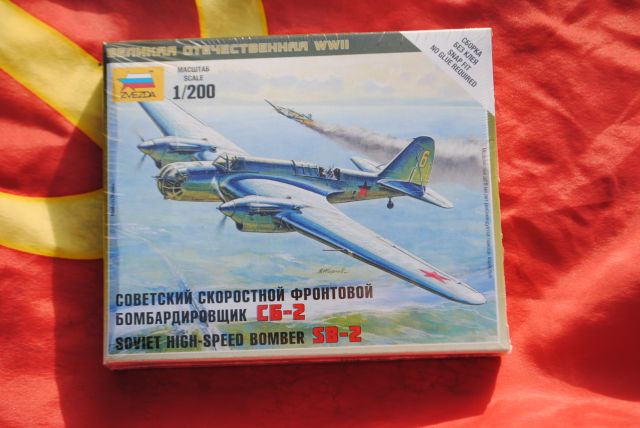 ВЕЛИКАЯ ОТЕЧЕСТВЕННАЯ WWII
СБОРКА
БЕЗ КЛЕЯ
SNAP FIT
NO GLUE REQUIRED
ZVEZDA
МАСШТАБ
SCALE
1/200
6
СОВЕТСКИЙ СКОРОСТНОЙ ФРОНТОВОЙ
БОМБАРДИРОВЩИК СБ-2
SOVIET HIGH-SPEED BOMBER SB-2